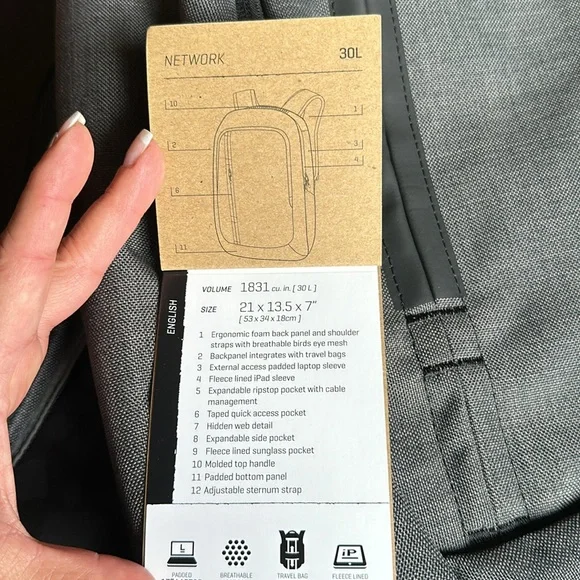 NETWORK 30L
10
1
2
3
4
6
11
ENGLISH
VOLUME 1831 cu. in. [ 30 L ]
SIZE 21 x 13.5 x 7"
[ 53 x 34 x 18cm ]
1 Ergonomic foam back panel and shoulder
straps with breathable birds eye mesh
2 Backpanel integrates with travel bags
3 External access padded laptop sleeve
4 Fleece lined iPad sleeve
5 Expandable ripstop pocket with cable
management
6 Taped quick access pocket
7 Hidden web detail
8 Expandable side pocket
9 Fleece lined sunglass pocket
10 Molded top handle
11 Padded bottom panel
12 Adjustable sternum strap
L
iP
PADDED BREATHABLE TRAVEL BAG FLEECE LINED